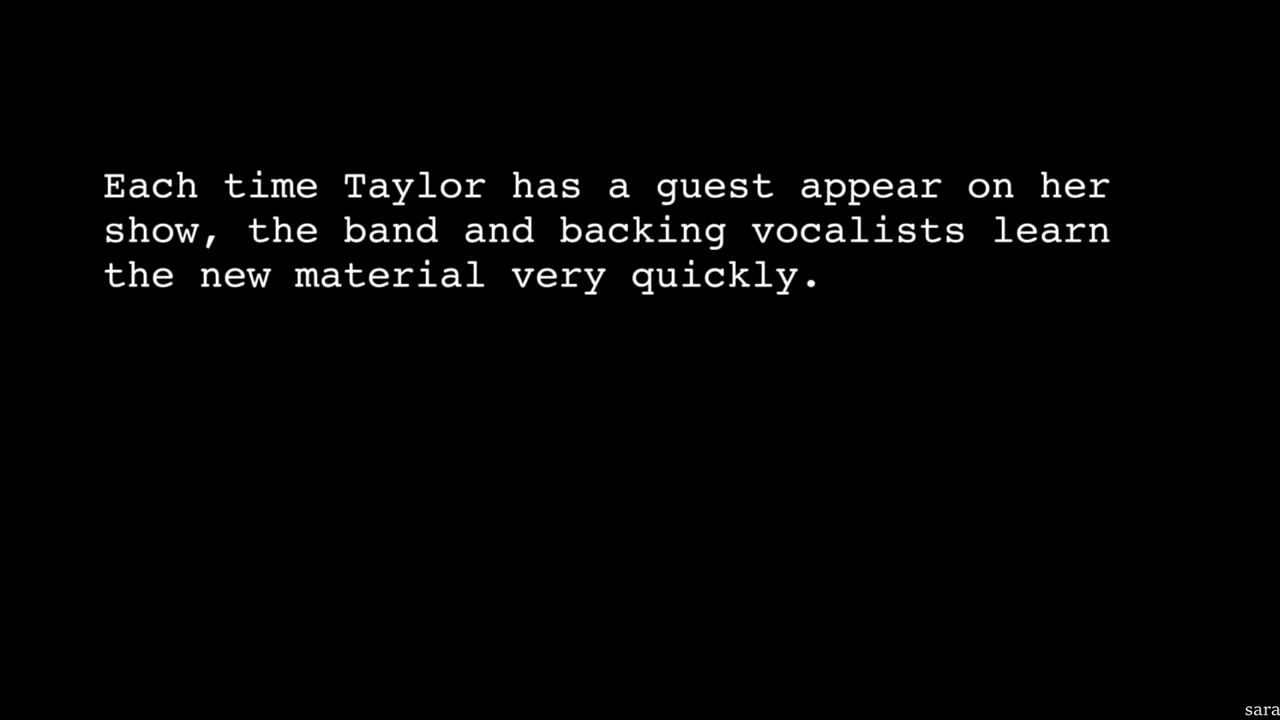 Each time Taylor has a guest appear on her
show, the band and backing vocalists learn
the new material very quickly.
sara